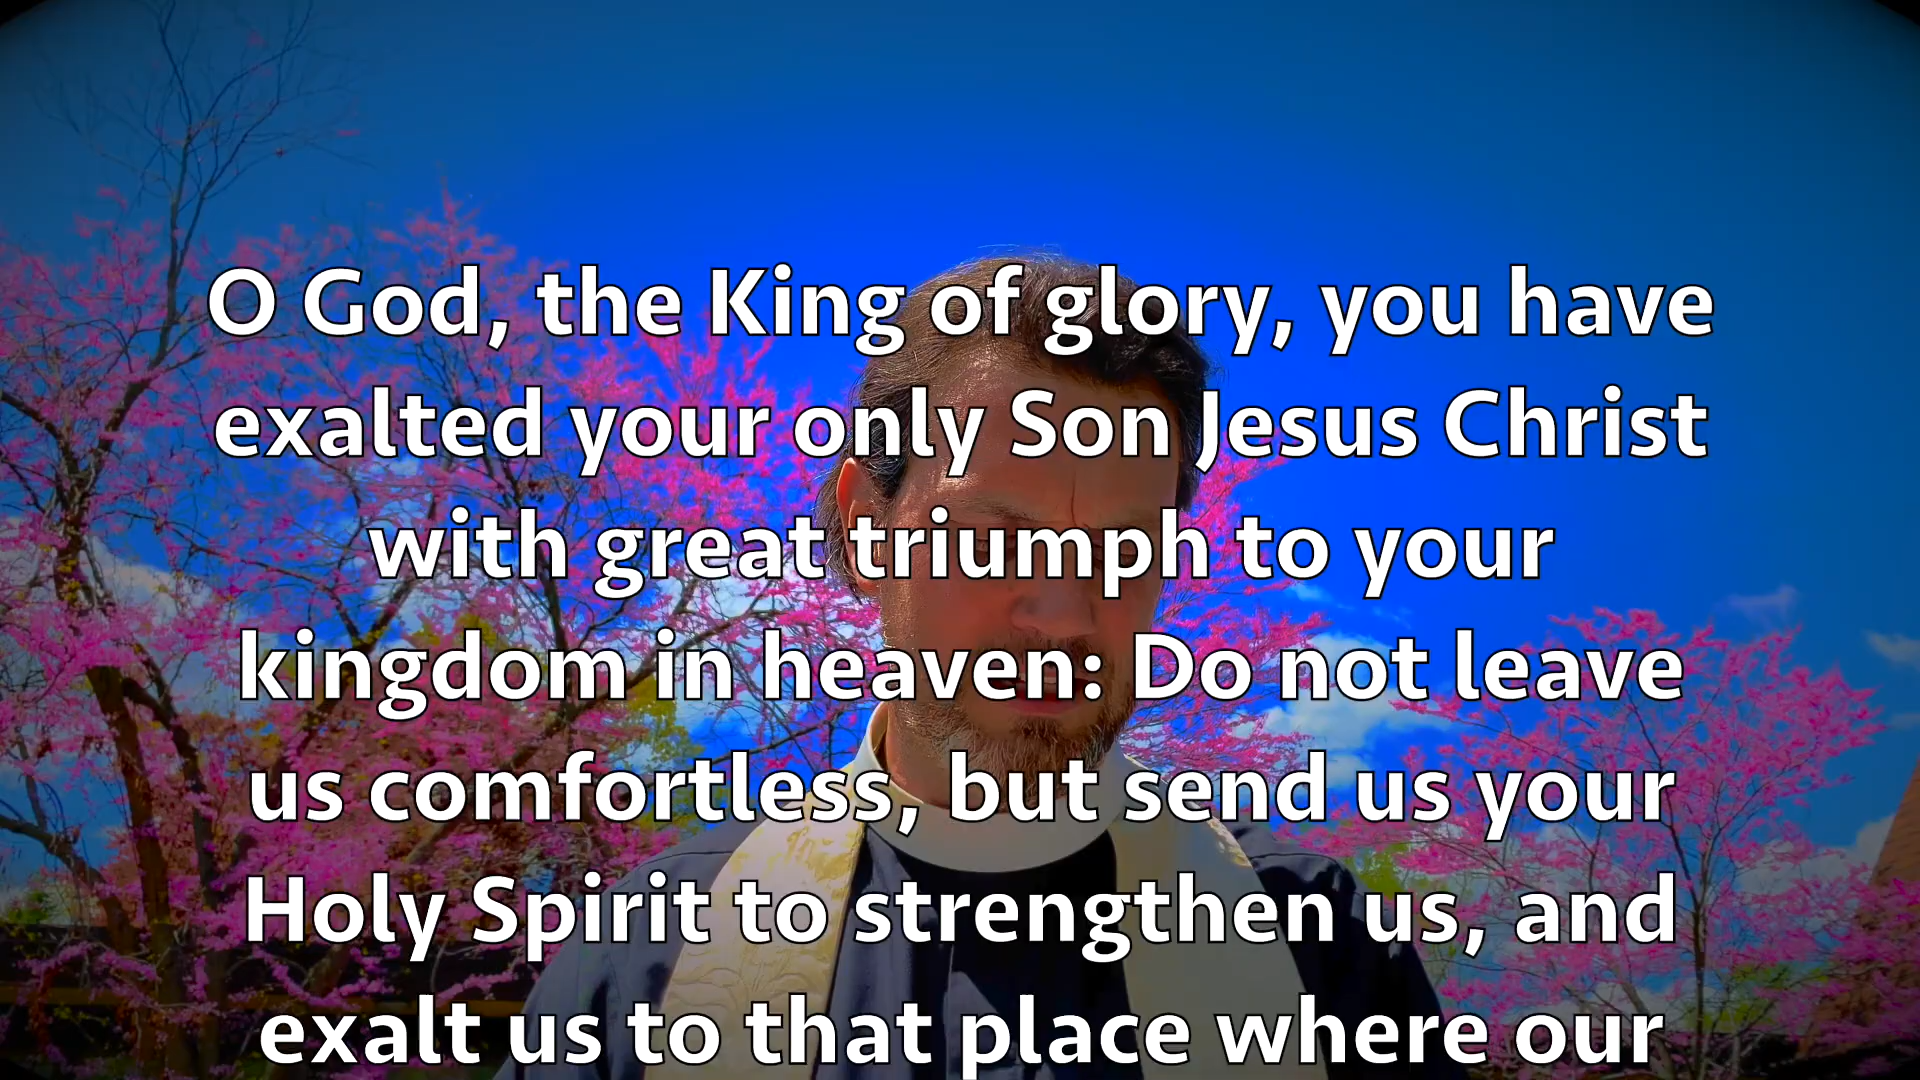 O God, the King of glory, you have
exalted your only Son Jesus Christ
with great triumph to your
kingdom in heaven: Do not leave
us comfortless, but send us your
Holy Spirit to strengthen us, and
exalt us to that place where our